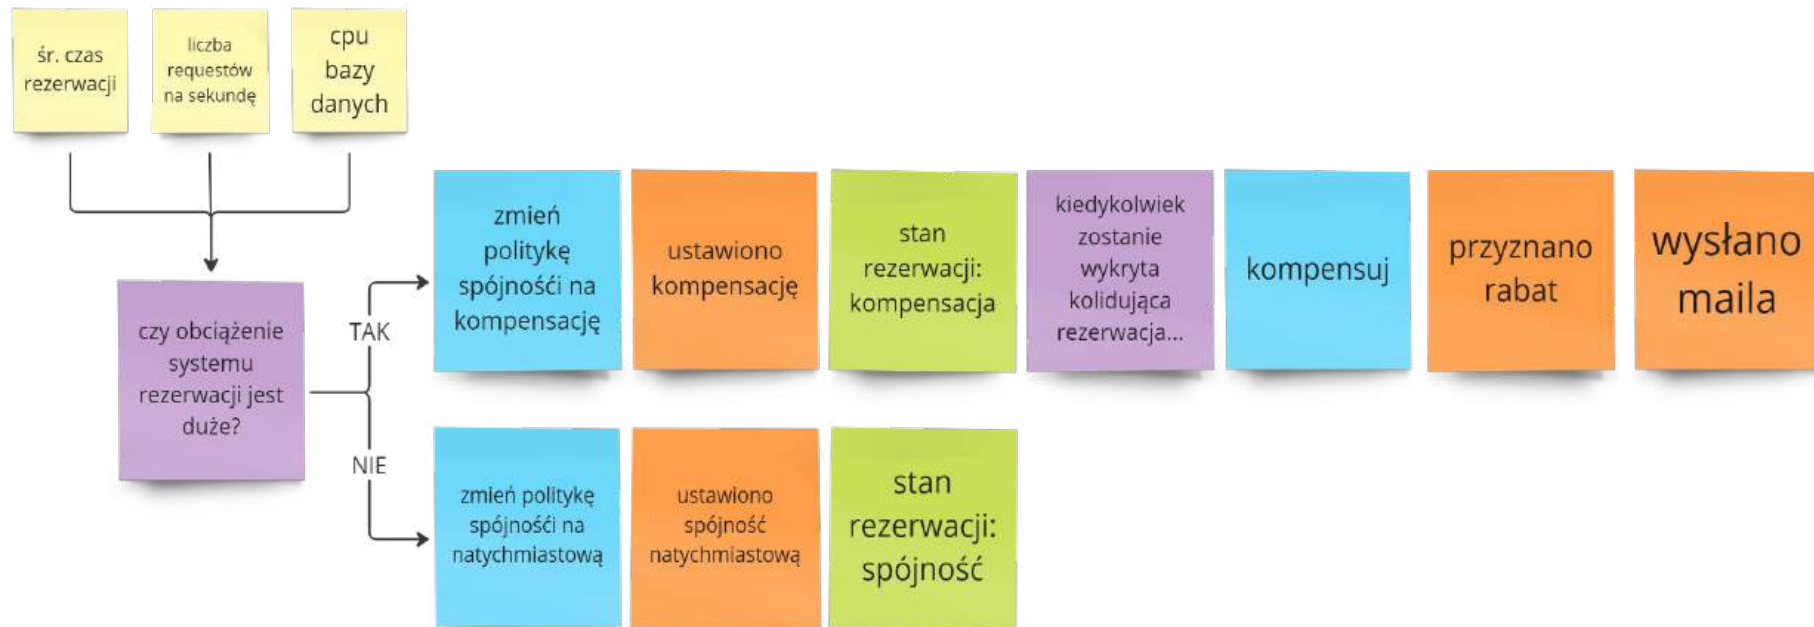 śr. czas
rezerwacji
liczba
requestów
na sekundę
cpu
bazy
danych
czy obciążenie
systemu
rezerwacji jest
duże?
TAK
zmień
politykę
spójnośći na
kompensację
ustawiono
kompensację
stan
rezerwacji:
kompensacja
kiedykolwiek
zostanie
wykryta
kolidująca
rezerwacja...
kompensuj
przyznano
rabat
wysłano
maila
NIE
zmień politykę
spójnośći na
natychmiastową
ustawiono
spójność
natychmiastową
stan
rezerwacji:
spójność